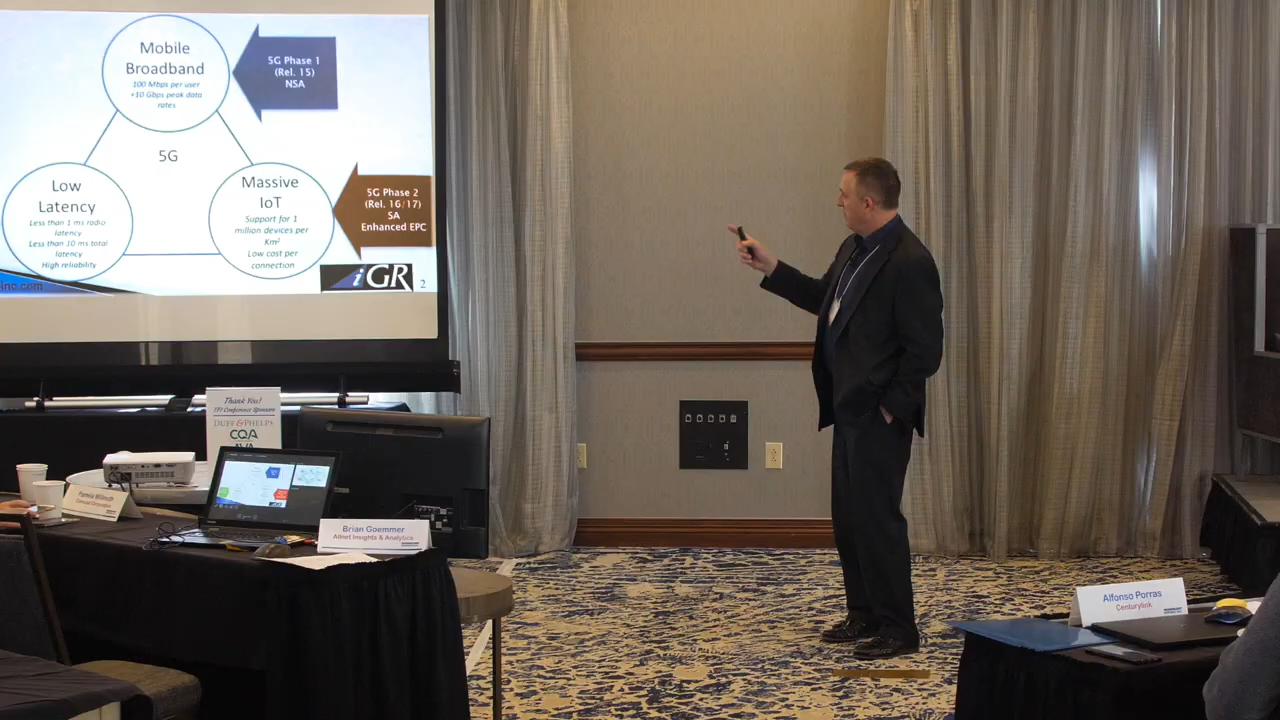 Mobile
Broadband
100 Mbps per user
+10 Gbps peak data
rates
5G Phase 1
(Rel. 15)
NSA
5G
Low
Latency
Less than 1 ms radio
latency
Less than 10 ms total
latency
High reliability
Massive
IoT
Support for 1
million devices per
Km²
Low cost per
connection
5G Phase 2
(Rel. 16/17)
SA
Enhanced EPC
iGR
2
Thank You!
Conference Sponsors
DUFF & PHELPS
CQA
Pamela
Brian Goemmer
Allnet Insights & Analytics
Alfonso Porras
Centurylink